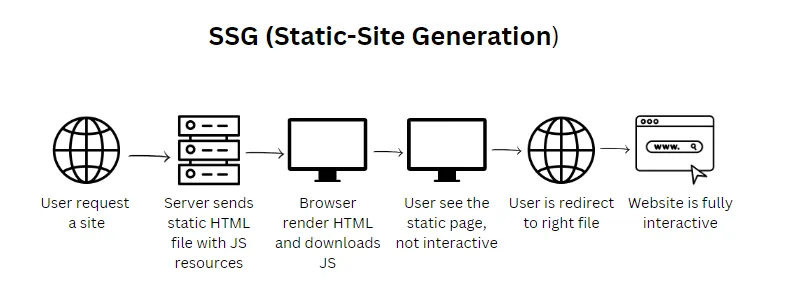 SSG (Static-Site Generation)
www.
User request
a site
Server sends
static HTML
file with JS
resources
Browser
render HTML
and downloads
JS
User see the
static page,
not interactive
User is redirect
to right file
Website is fully
interactive